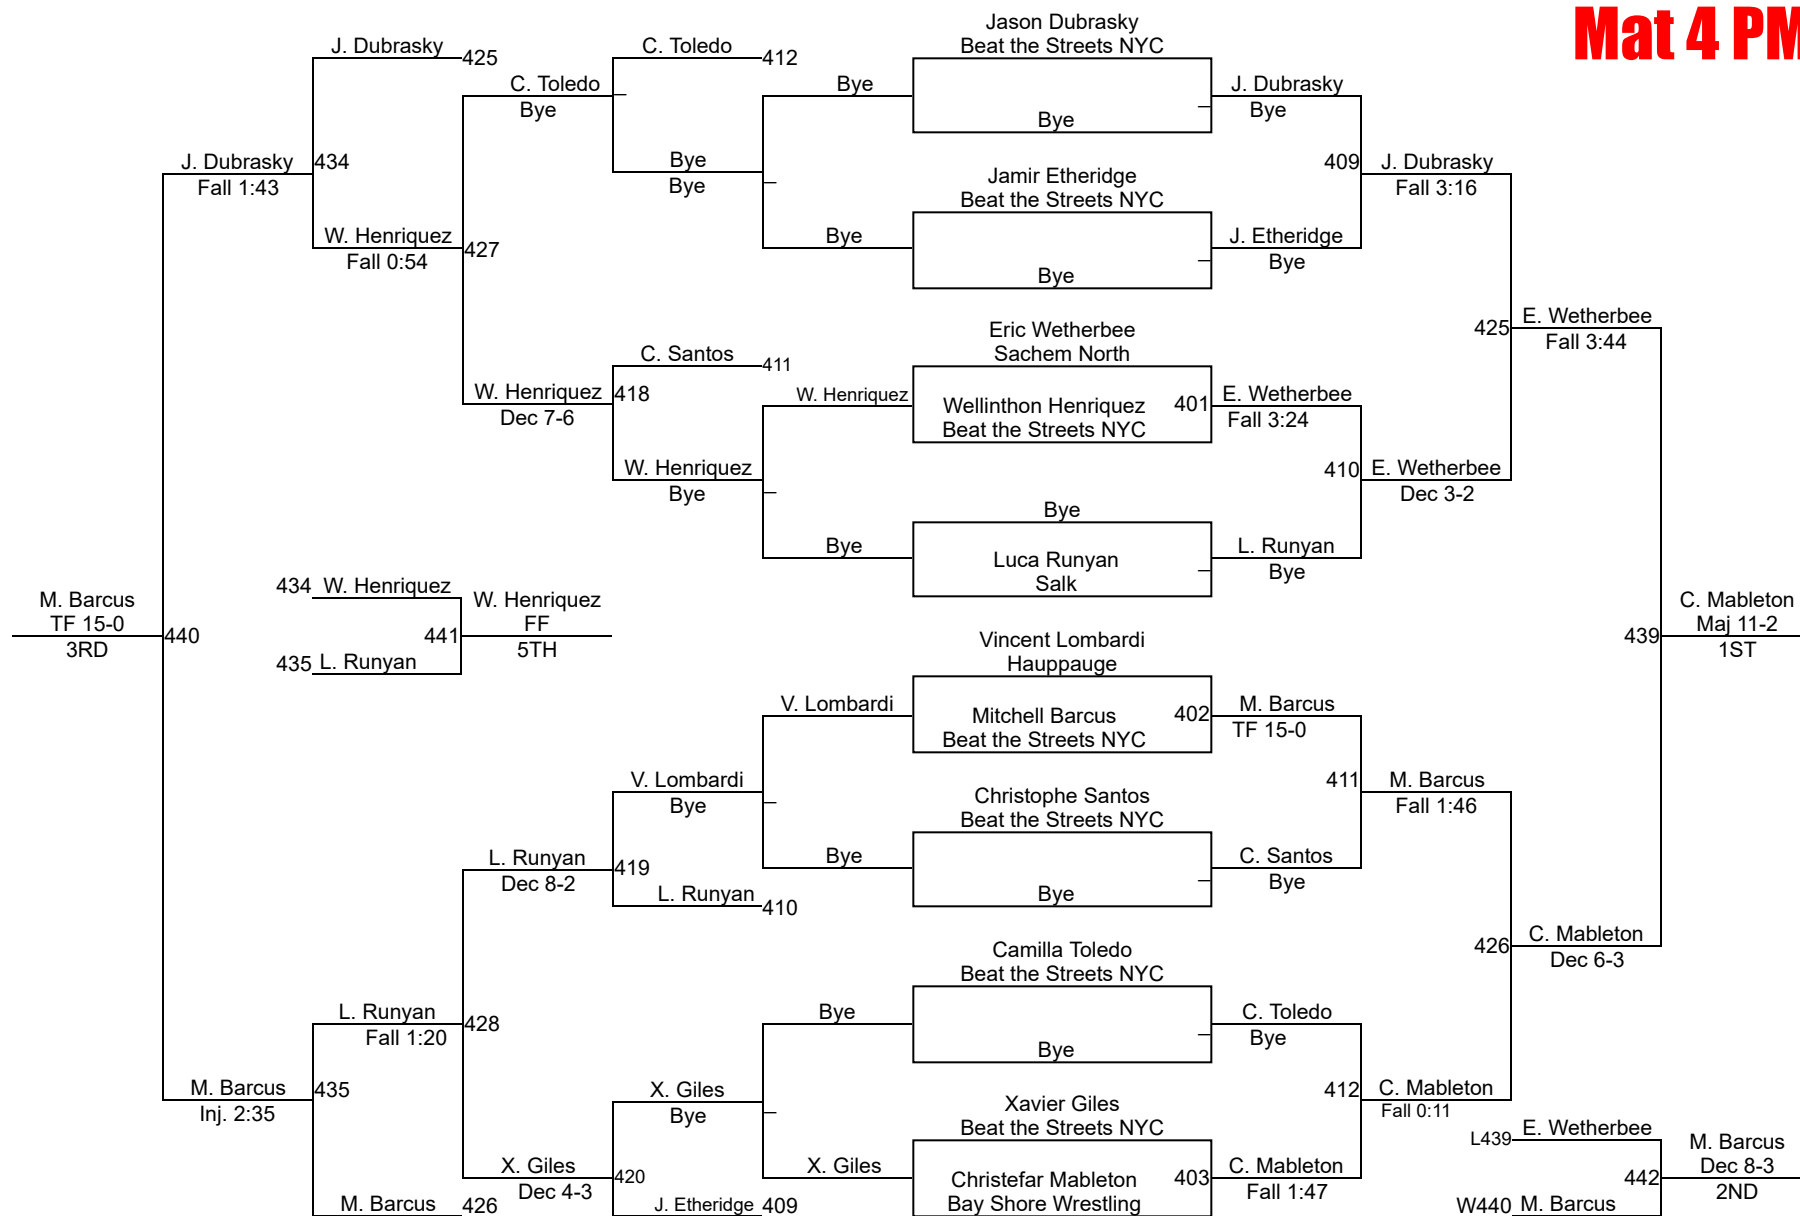 Mat 4 PM
Jason Dubrasky
Beat the Streets NYC
J. Dubrasky
425
C. Toledo
412
C. Toledo
Bye
Bye
Bye
J. Dubrasky
Bye
J. Dubrasky
Fall 1:43
434
Bye
Bye
Jamir Etheridge
Beat the Streets NYC
409
J. Dubrasky
Fall 3:16
W. Henriquez
Fall 0:54
427
Bye
Bye
J. Etheridge
Bye
Eric Wetherbee
Sachem North
425
E. Wetherbee
Fall 3:44
C. Santos
411
W. Henriquez
Dec 7-6
418
W. Henriquez
Wellinthon Henriquez
Beat the Streets NYC
401
E. Wetherbee
Fall 3:24
W. Henriquez
Bye
410
E. Wetherbee
Dec 3-2
Bye
Bye
Luca Runyan
Salk
L. Runyan
Bye
M. Barcus
TF 15-0
3RD
440
434
W. Henriquez
441
435
L. Runyan
W. Henriquez
FF
5TH
439
C. Mableton
Maj 11-2
1ST
Vincent Lombardi
Hauppauge
V. Lombardi
Mitchell Barcus
Beat the Streets NYC
402
M. Barcus
TF 15-0
V. Lombardi
Bye
Christophe Santos
Beat the Streets NYC
411
M. Barcus
Fall 1:46
L. Runyan
Dec 8-2
419
Bye
Bye
C. Santos
Bye
L. Runyan
410
Camilla Toledo
Beat the Streets NYC
426
C. Mableton
Dec 6-3
L. Runyan
Fall 1:20
428
Bye
Bye
C. Toledo
Bye
M. Barcus
Inj. 2:35
435
X. Giles
Bye
Xavier Giles
Beat the Streets NYC
412
C. Mableton
Fall 0:11
X. Giles
Dec 4-3
420
X. Giles
Christefar Mableton
Bay Shore Wrestling
403
C. Mableton
Fall 1:47
M. Barcus
426
J. Etheridge
409
L439
E. Wetherbee
442
W440
M. Barcus
M. Barcus
Dec 8-3
2ND